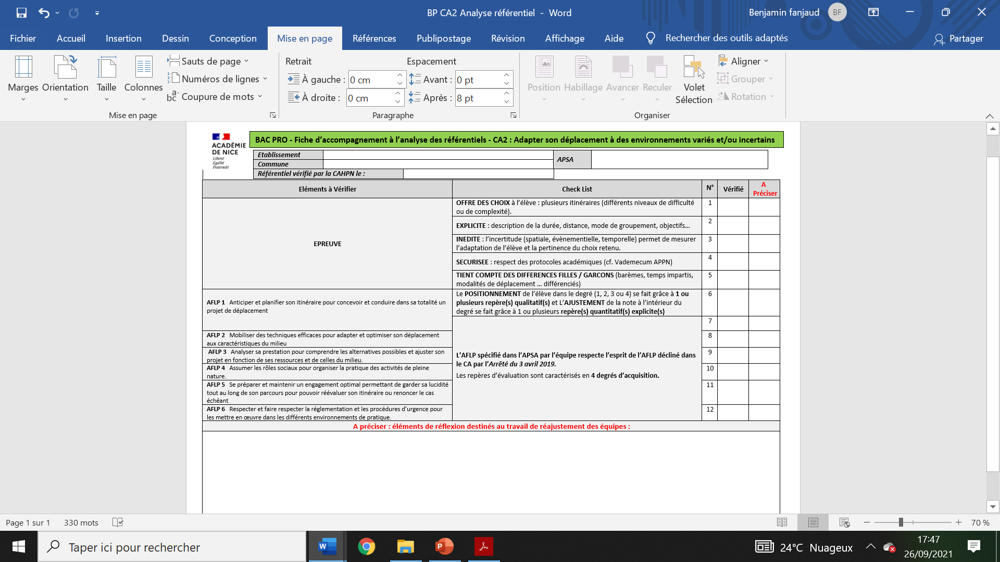 BP CA2 Analyse référentiel - Word
Benjamin fanjaud
BF
Fichier
Accueil
Insertion
Dessin
Conception
Mise en page
Références
Publipostage
Révision
Affichage
Aide
Rechercher des outils adaptés
Partager
Marges
Orientation
Taille
Colonnes
Sauts de page
Numéros de lignes
Coupure de mots
Mise en page
Retrait
À gauche : 0 cm
À droite : 0 cm
Espacement
Avant : 0 pt
Après : 8 pt
Paragraphe
Position
Habillage
Avancer
Reculer
Volet
Sélection
Aligner
Grouper
Rotation
Organiser
ACADÉMIE
DE NICE
Liberté
Égalité
Fraternité
BAC PRO - Fiche d’accompagnement à l’analyse des référentiels - CA2 : Adapter son déplacement à des environnements variés et/ou incertains
Etablissement
Commune
APSA
Référentiel vérifié par la CAHPN le :
Eléments à Vérifier
Check List
N°
Vérifié
A
Préciser
EPREUVE
OFFRE DES CHOIX à l’élève : plusieurs itinéraires (différents niveaux de difficulté
ou de complexité).
1
EXPLICITE : description de la durée, distance, mode de groupement, objectifs…
2
INEDITE : l’incertitude (spatiale, évènementielle, temporelle) permet de mesurer
l’adaptation de l’élève et la pertinence du choix retenu.
3
SECURISEE : respect des protocoles académiques (cf. Vademecum APPN)
4
TIENT COMPTE DES DIFFERENCES FILLES / GARCONS (barèmes, temps impartis,
modalités de déplacement … différenciés)
5
AFLP 1 Anticiper et planifier son itinéraire pour concevoir et conduire dans sa totalité un
projet de déplacement
Le POSITIONNEMENT de l’élève dans le degré (1, 2, 3 ou 4) se fait grâce à 1 ou
plusieurs repère(s) qualitatif(s) et L’AJUSTEMENT de la note à l’intérieur du
degré se fait grâce à 1 ou plusieurs repère(s) quantitatif(s) explicite(s)
6
7
AFLP 2 Mobiliser des techniques efficaces pour adapter et optimiser son déplacement
aux caractéristiques du milieu
8
AFLP 3 Analyser sa prestation pour comprendre les alternatives possibles et ajuster son
projet en fonction de ses ressources et de celles du milieu.
9
L’AFLP spécifié dans l’APSA par l’équipe respecte l’esprit de l’AFLP décliné dans
le CA par l’Arrêté du 3 avril 2019.
Les repères d’évaluation sont caractérisés en 4 degrés d’acquisition.
AFLP 4 Assumer les rôles sociaux pour organiser la pratique des activités de pleine
nature.
10
AFLP 5 Se préparer et maintenir un engagement optimal permettant de garder sa lucidité
tout au long de son parcours pour pouvoir réévaluer son itinéraire ou renoncer le cas
échéant
11
AFLP 6 Respecter et faire respecter la réglementation et les procédures d’urgence pour
les mettre en œuvre dans les différents environnements de pratique.
12
A préciser : éléments de réflexion destinés au travail de réajustement des équipes :
Page 1 sur 1
330 mots
70 %
Taper ici pour rechercher
24°C Nuageux
17:47
26/09/2021